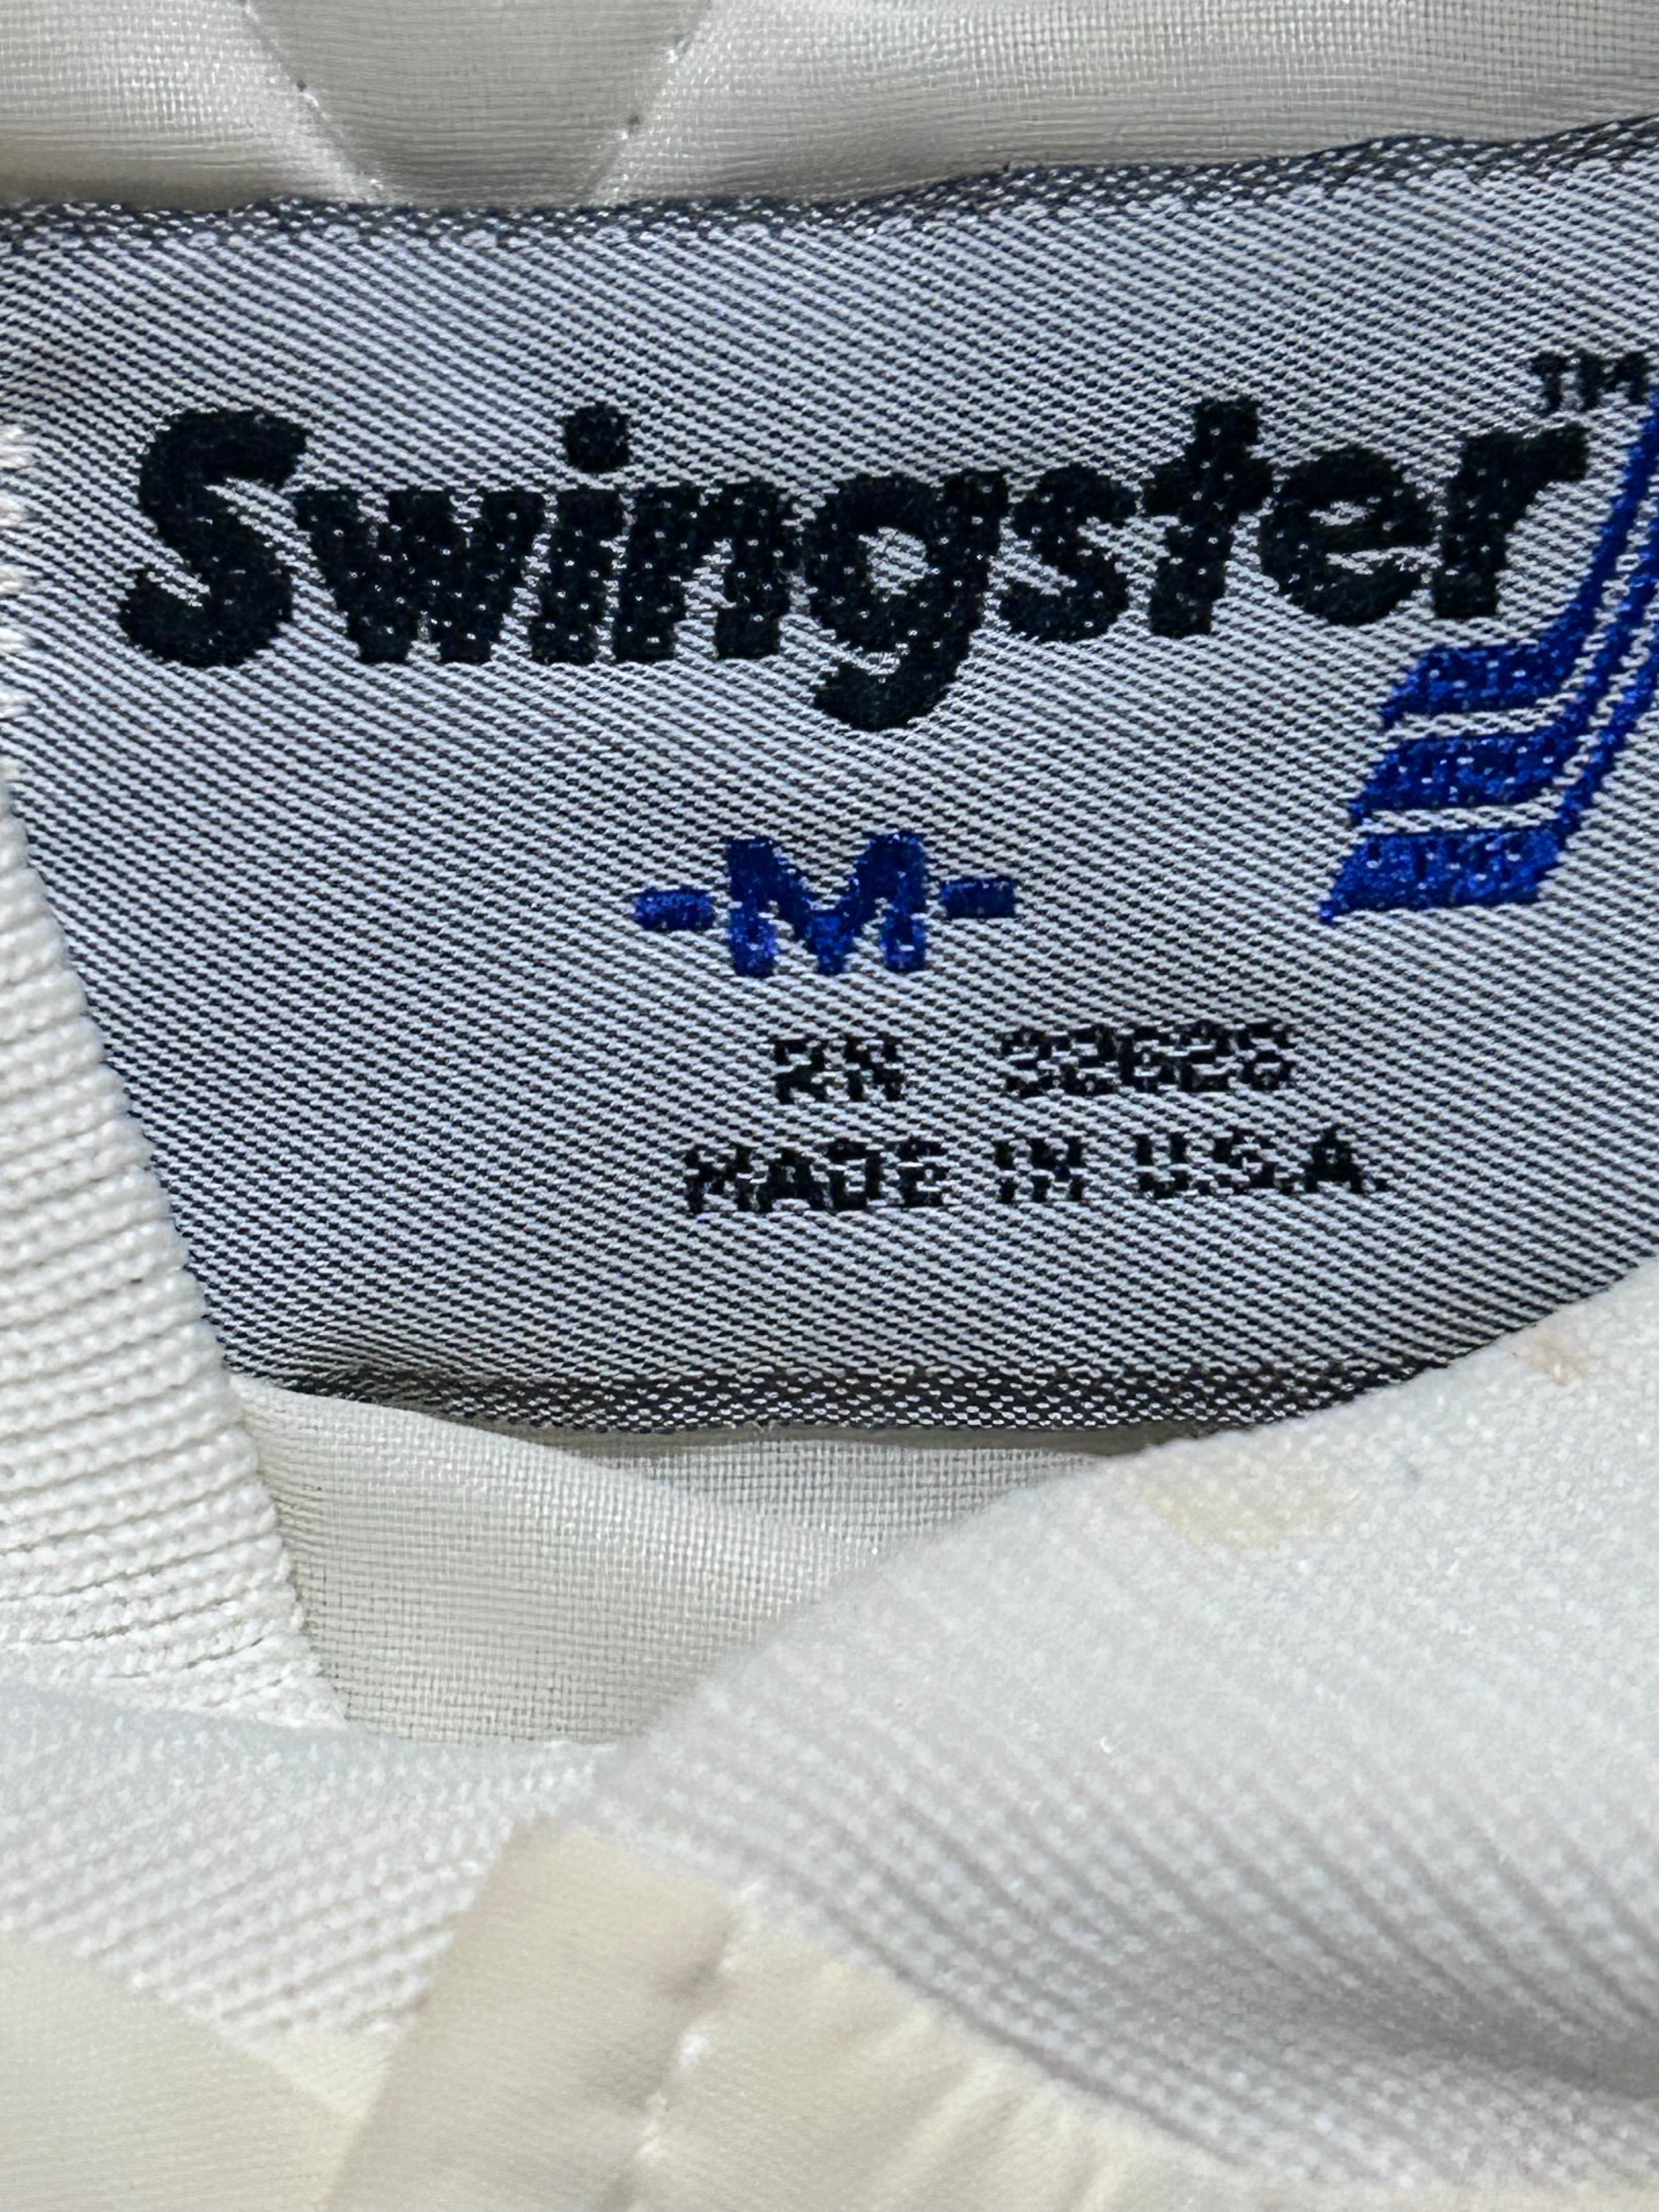 Swingster™
-M-
RN 32628
MADE IN U.S.A.